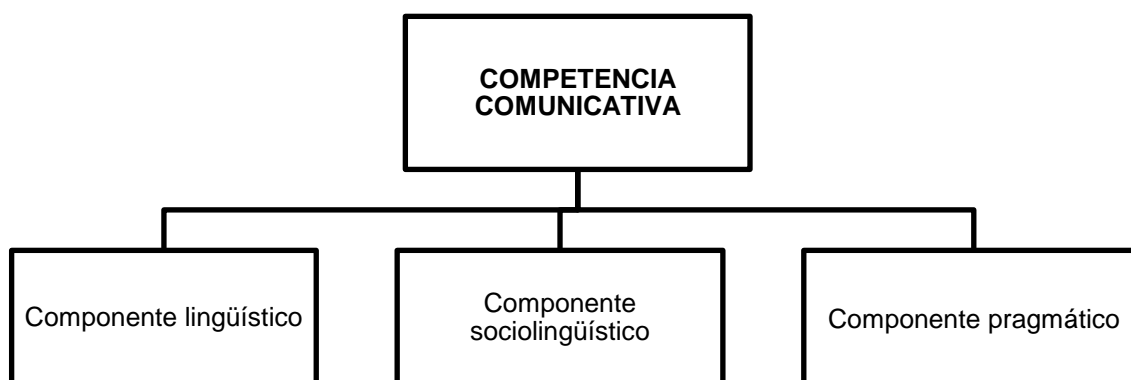 COMPETENCIA
COMUNICATIVA
Componente lingüístico
Componente
sociolingüístico
Componente pragmático